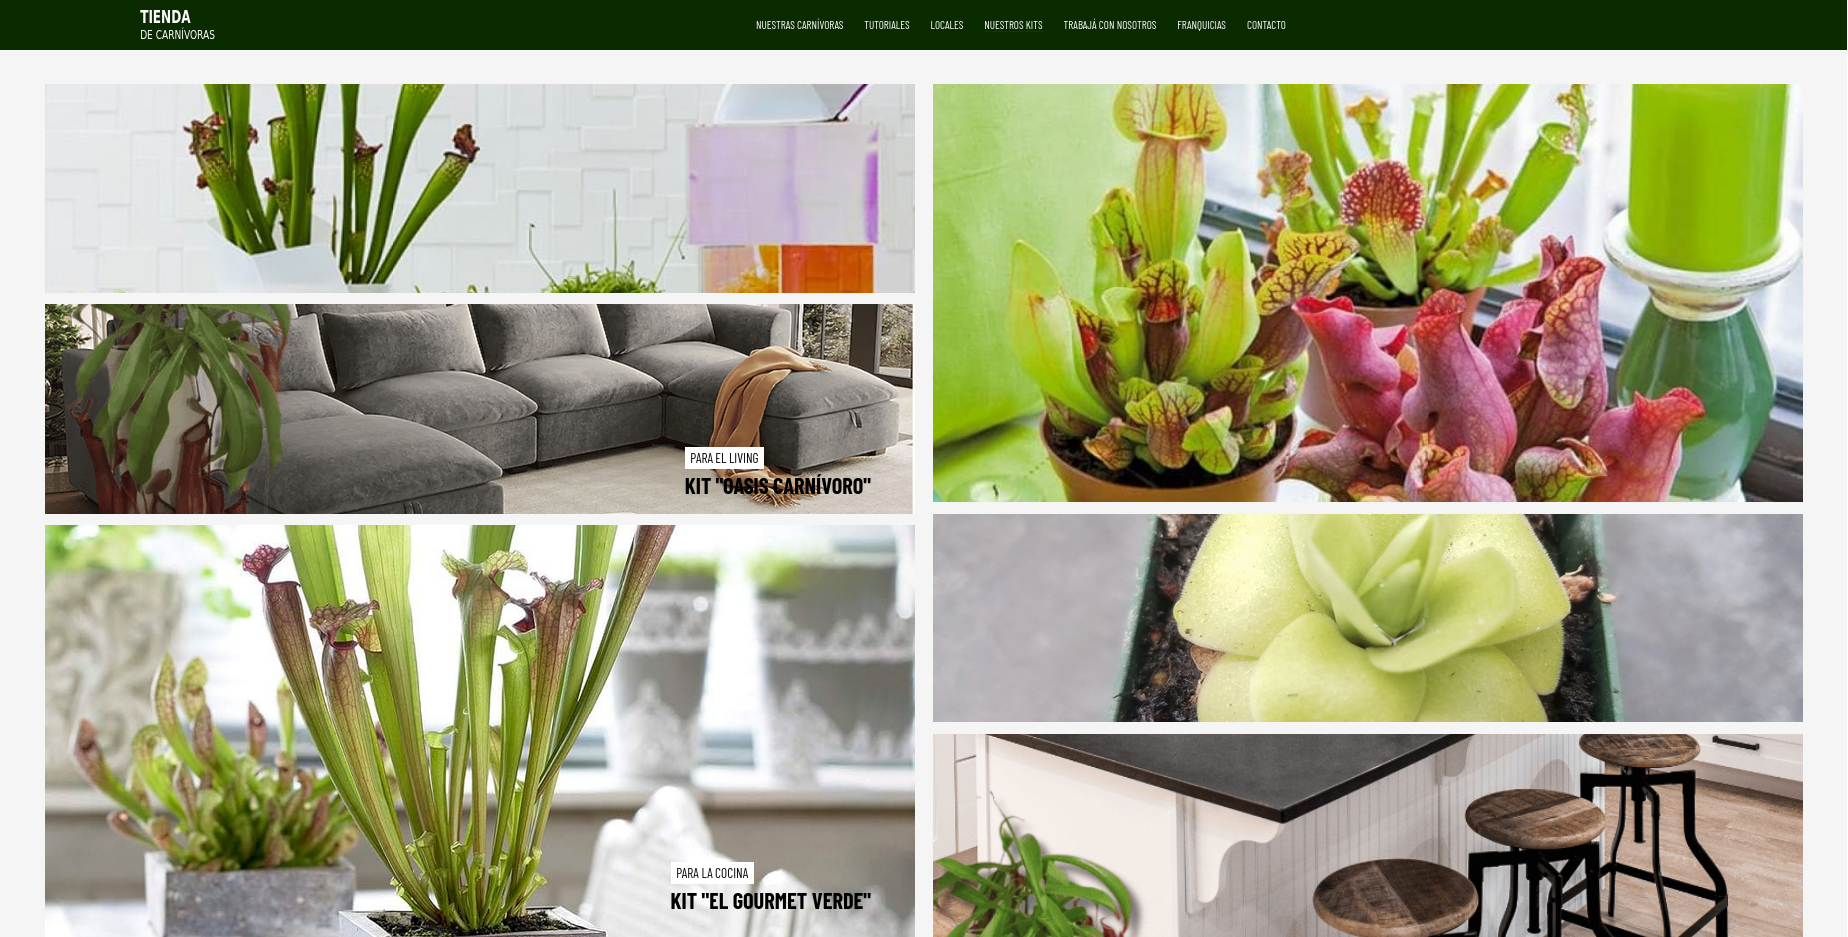 TIENDA
DE CARNÍVORAS
NUESTRAS CARNÍVORAS
TUTORIALES
LOCALES
NUESTROS KITS
TRABAJÁ CON NOSOTROS
FRANQUICIAS
CONTACTO
PARA EL LIVING
KIT "OASIS CARNÍVORO"
PARA LA COCINA
KIT "EL GOURMET VERDE"